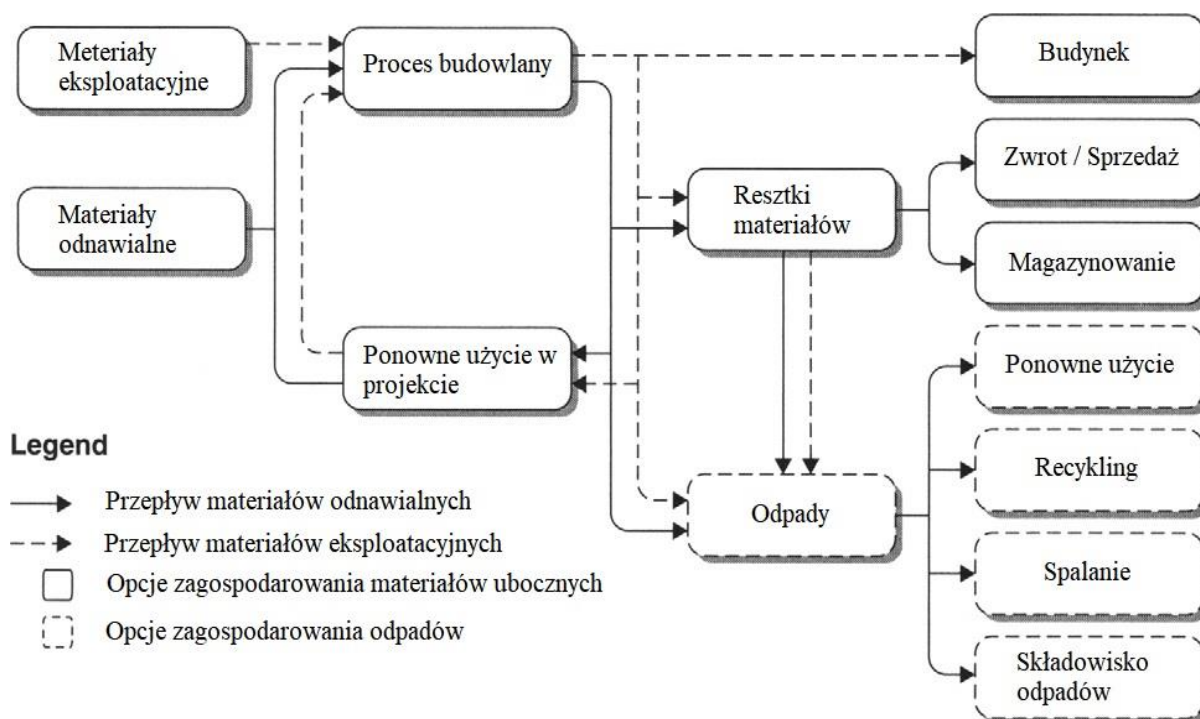 Meteriały
eksploatacyjne
Proces budowlany
Budynek
Zwrot / Sprzedaż
Materiały
odnawialne
Resztki
materiałów
Magazynowanie
Ponowne użycie w
projekcie
Ponowne użycie
Legend
Recykling
Przepływ materiałów odnawialnych
Odpady
Przepływ materiałów eksploatacyjnych
Spalanie
Opcje zagospodarowania materiałów ubocznych
Opcje zagospodarowania odpadów
Składowisko
odpadów